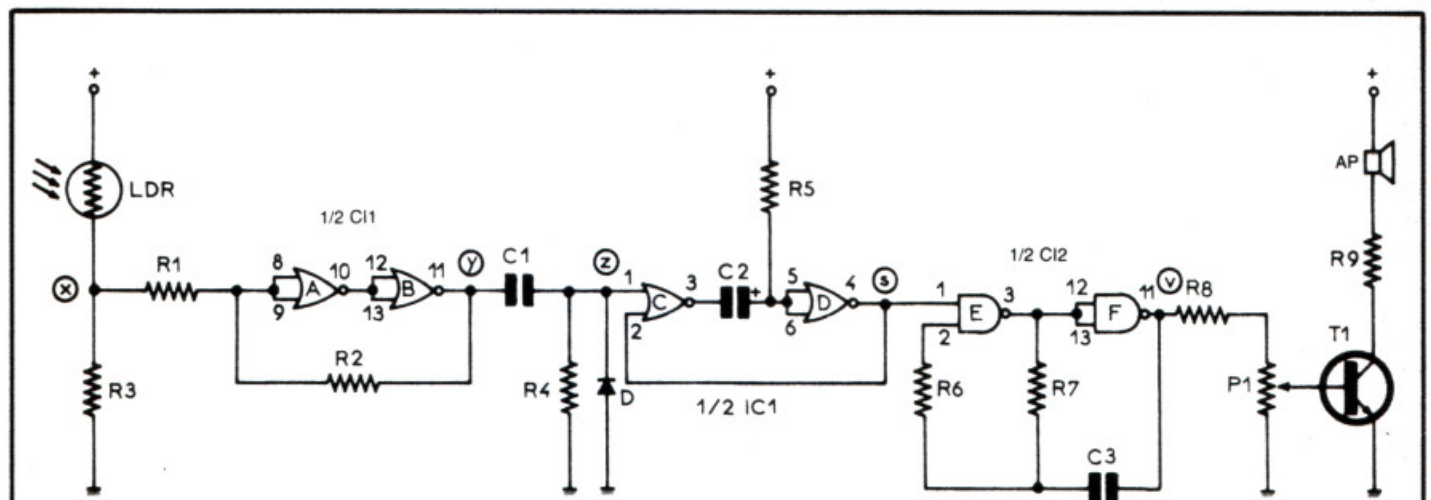 +
+
+
LDR
AP
R5
R9
1/2 CI1
1/2 CI2
x
R1
8
9
A
10
12
13
B
11
y
C1
z
1
2
C
3
C2
+
5
6
D
4
s
1
2
E
3
12
13
F
11
v
R8
R2
R3
R4
D
1/2 IC1
R6
R7
P1
T1
C3